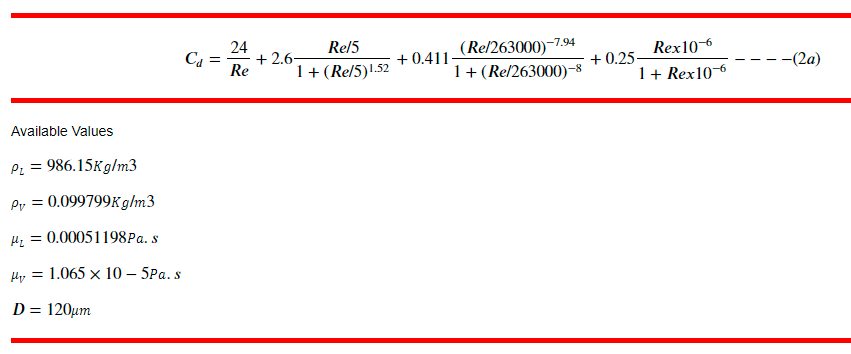 C_d = 24/Re + 2.6 (Re/5)/(1 + (Re/5)^1.52) + 0.411 (Re/263000)^−7.94/(1 + (Re/263000)^−8) + 0.25 (Rex10^−6)/(1 + Rex10^−6) − − − −(2a)
Available Values
ρ_L = 986.15Kg/m3
ρ_V = 0.099799Kg/m3
μ_L = 0.00051198Pa.s
μ_V = 1.065 × 10 − 5Pa.s
D = 120μm